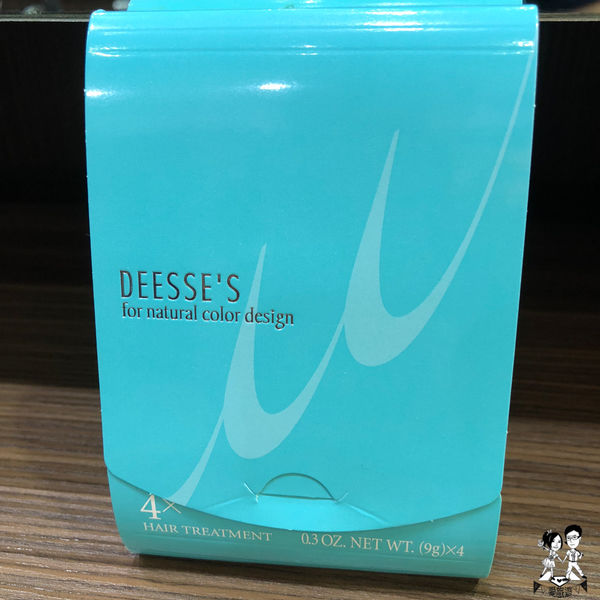 DEESSE'S
for natural color design
4×
HAIR TREATMENT
0.3 OZ. NET WT. (9g)×4